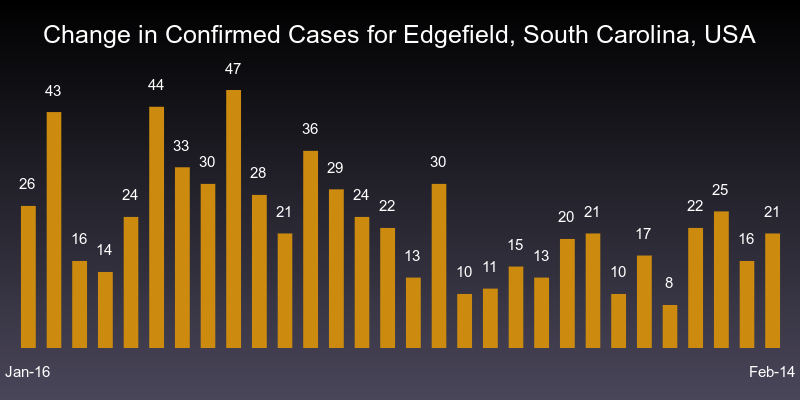 Change in Confirmed Cases for Edgefield, South Carolina, USA
26 43 16 14 24 44 33 30 47 28 21 36 29 24 22 13 30 10 11 15 13 20 21 10 17 8 22 25 16 21
Jan-16 Feb-14